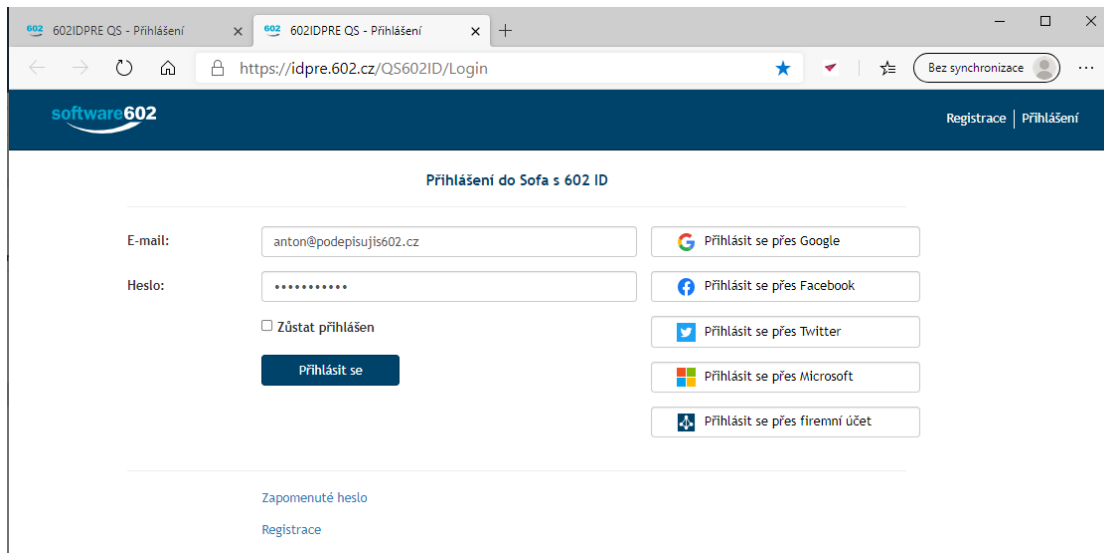 602 602IDPRE QS - Přihlášení
602 602IDPRE QS - Přihlášení
https://idpre.602.cz/QS602ID/Login
Bez synchronizace
software602
Registrace | Přihlášení
Přihlášení do Sofa s 602 ID
E-mail:
anton@podepisujis602.cz
Přihlásit se přes Google
Heslo:
•••••••••••
Přihlásit se přes Facebook
Zůstat přihlášen
Přihlásit se přes Twitter
Přihlásit se
Přihlásit se přes Microsoft
Přihlásit se přes firemní účet
Zapomenuté heslo
Registrace